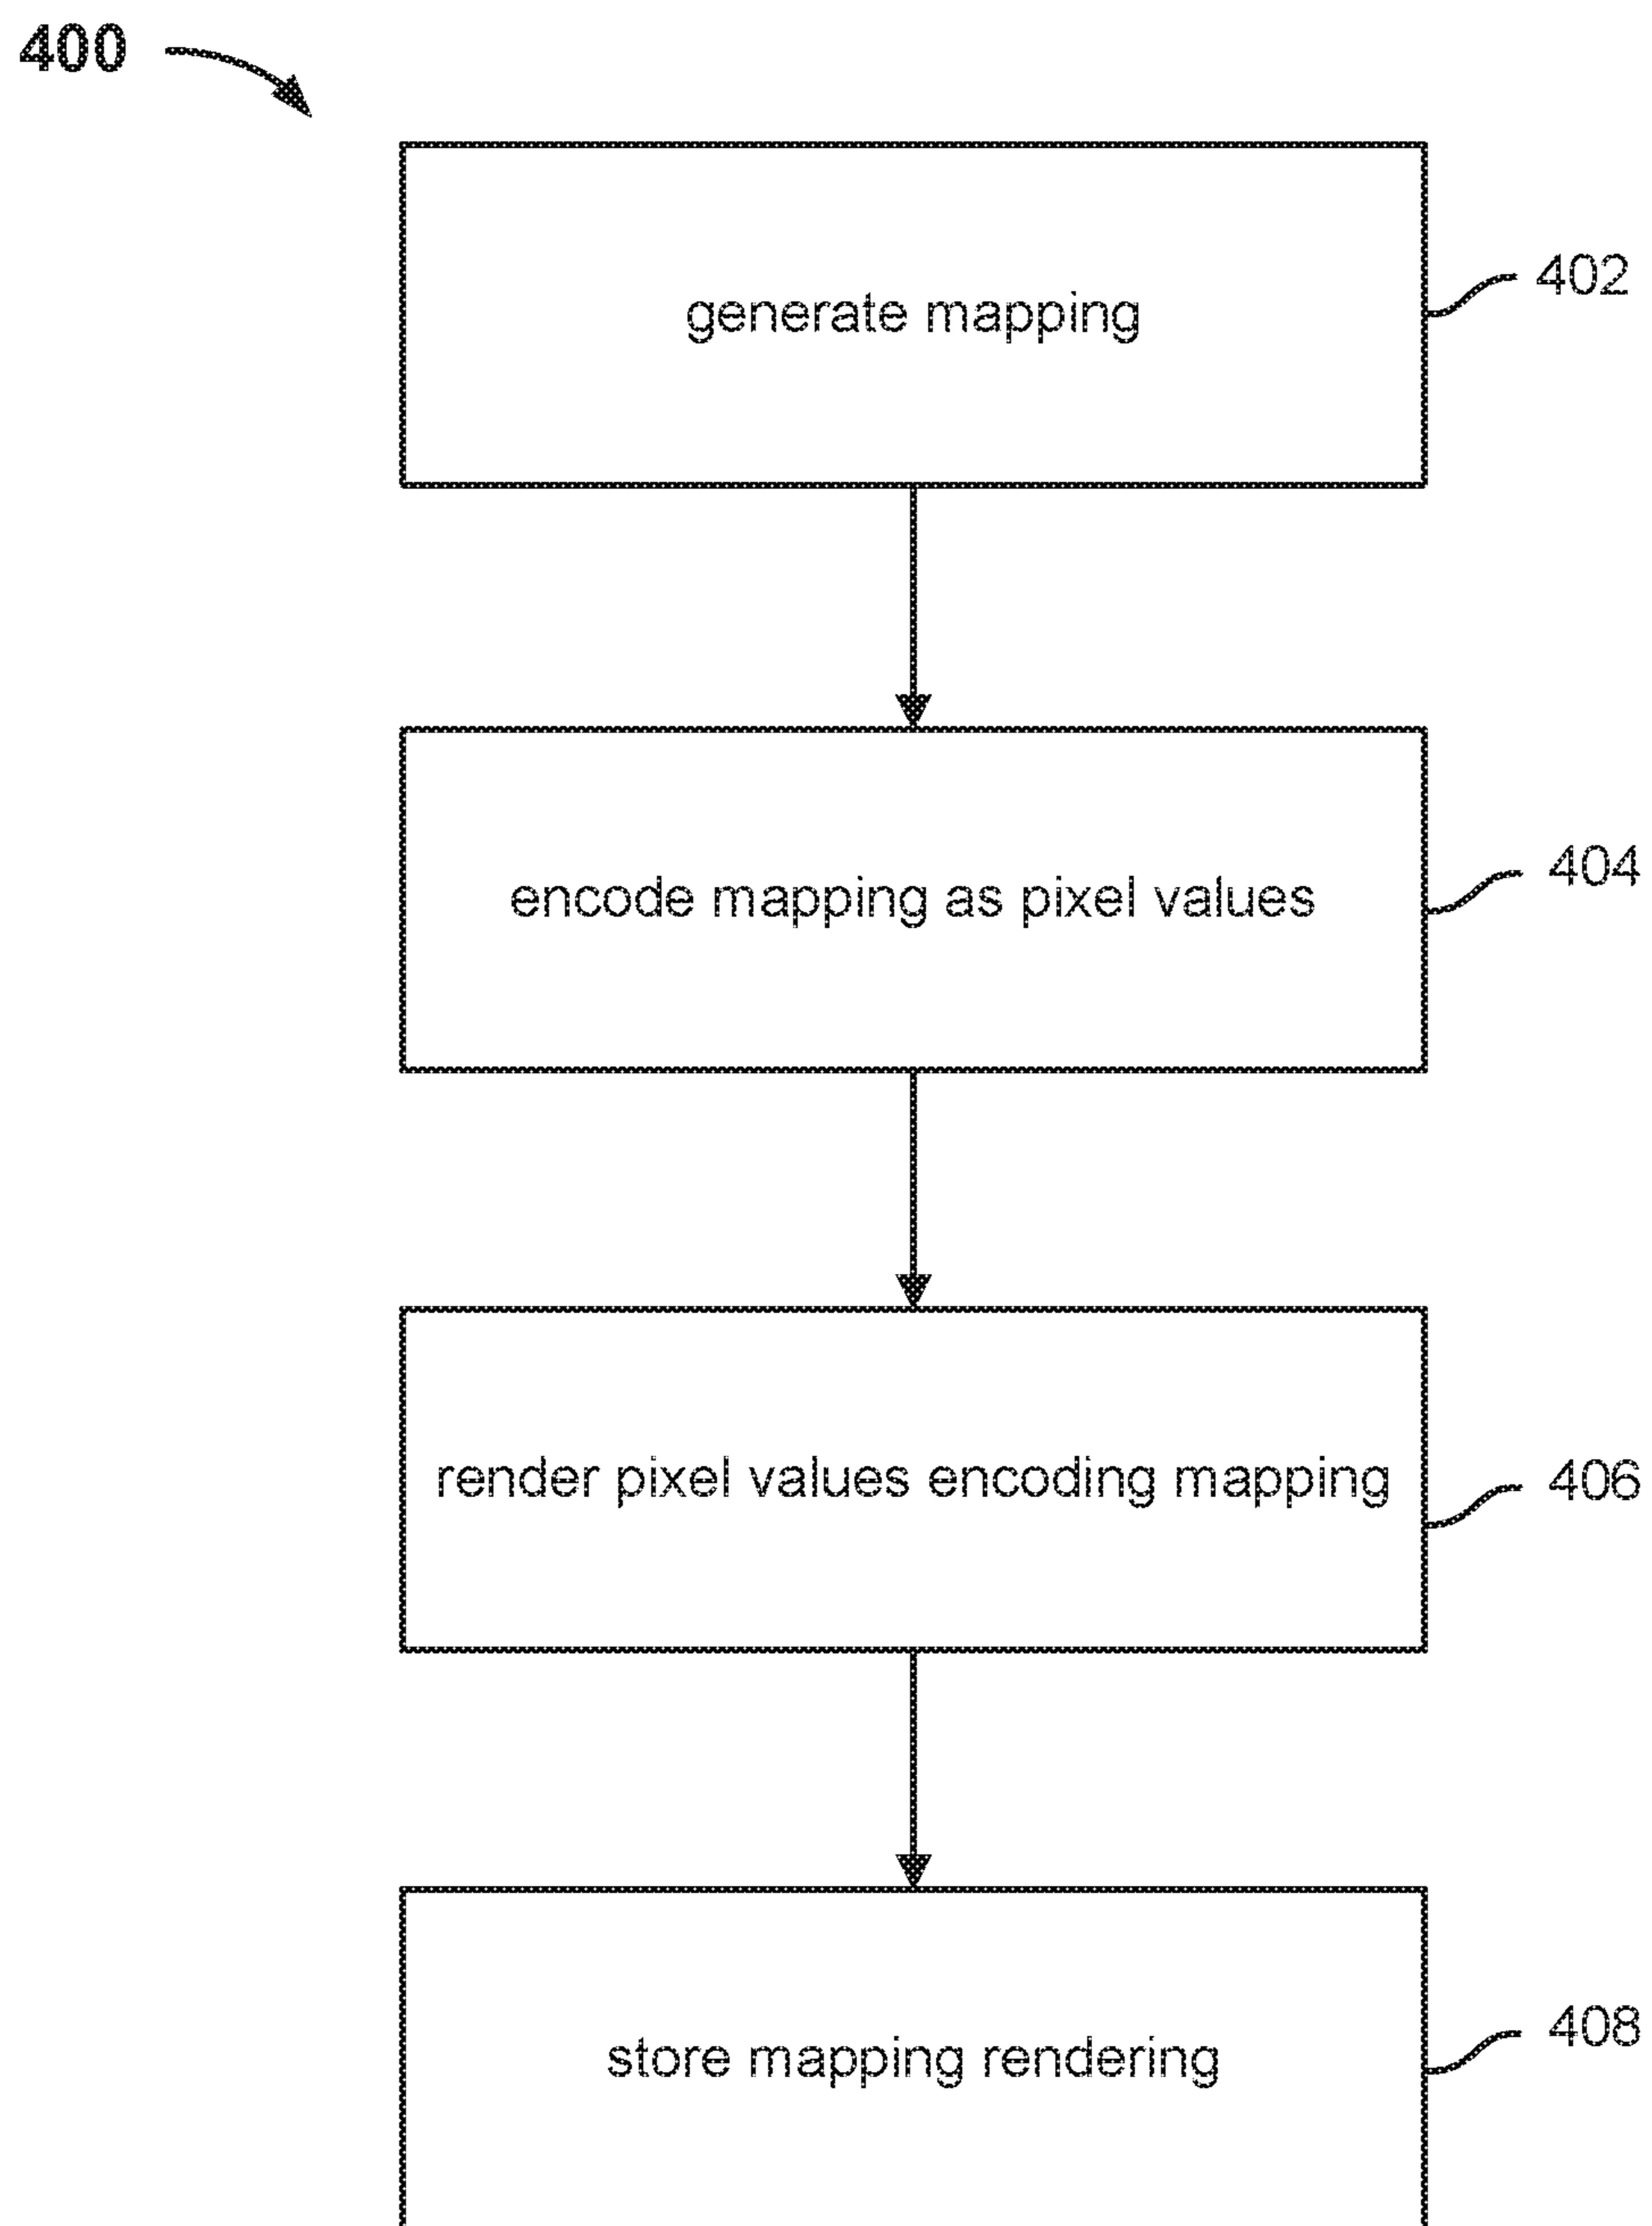 400
generate mapping
402
encode mapping as pixel values
404
render pixel values encoding mapping
406
store mapping rendering
408